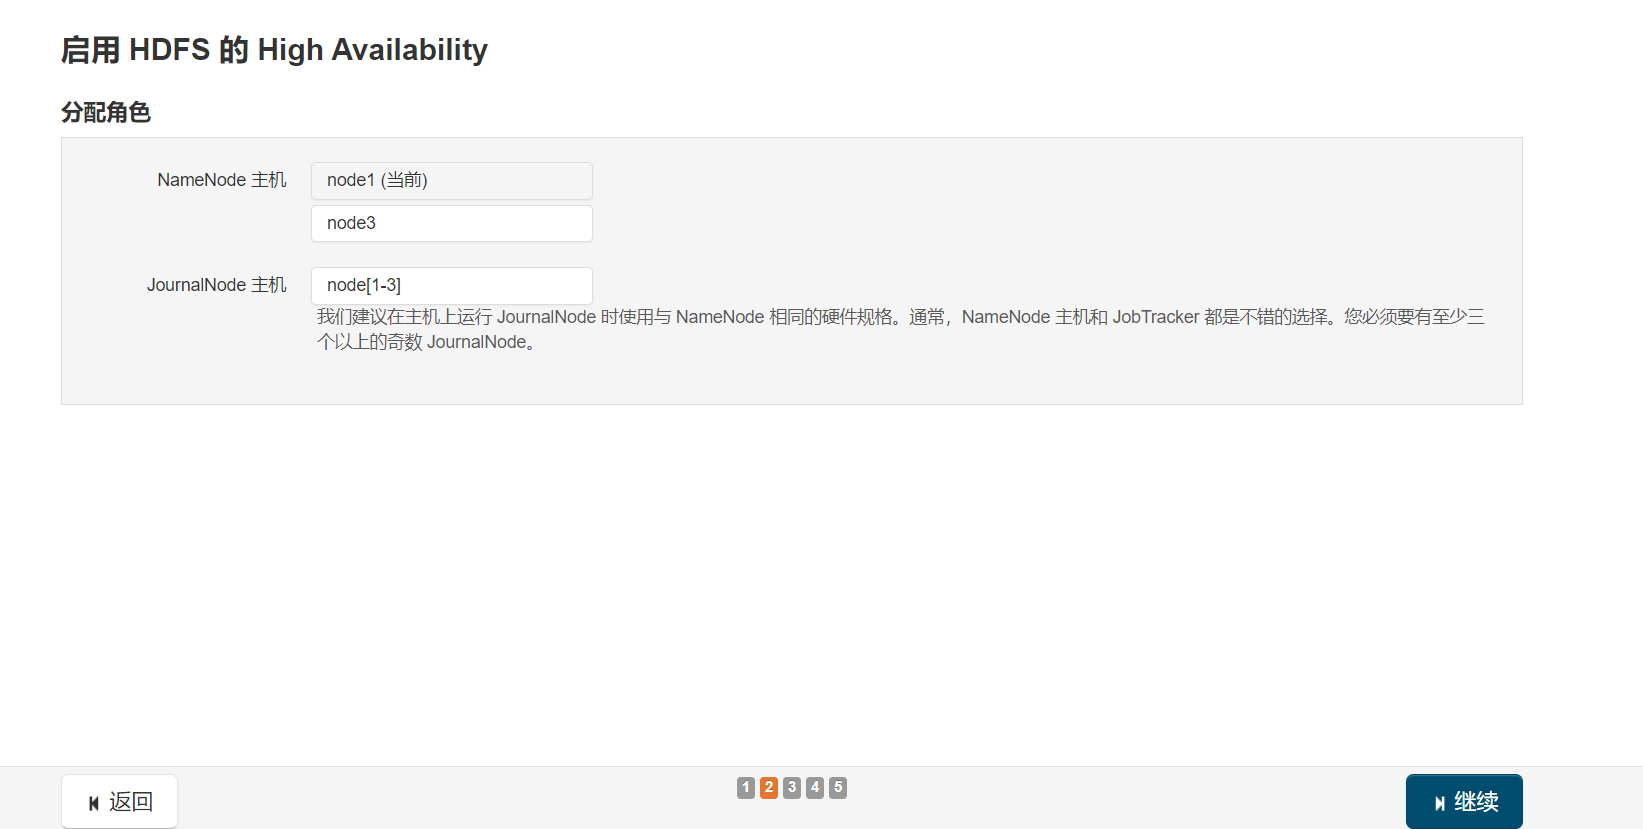 启用 HDFS 的 High Availability
分配角色
NameNode 主机
node1 (当前)
node3
JournalNode 主机
node[1-3]
我们建议在主机上运行 JournalNode 时使用与 NameNode 相同的硬件规格。通常，NameNode 主机和 JobTracker 都是不错的选择。您必须要有至少三
个以上的奇数 JournalNode。
返回
1 2 3 4 5
继续